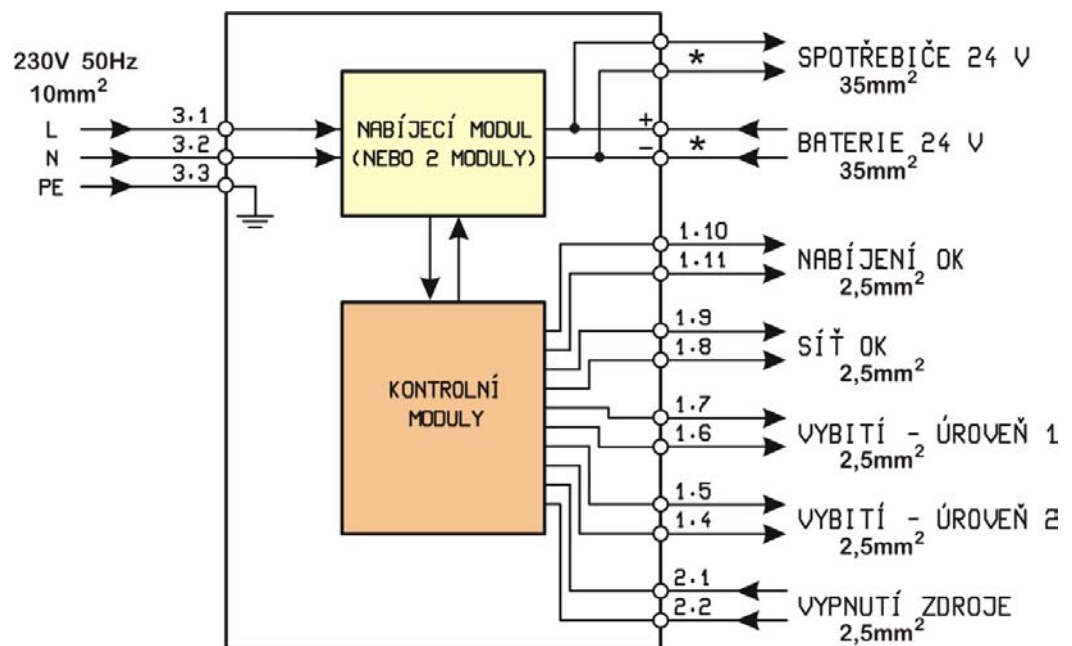 230V 50Hz
10mm²
L
N
PE
3.1
3.2
3.3
NABÍJECÍ MODUL
(NEBO 2 MODULY)
KONTROLNÍ
MODULY
*
SPOTŘEBIČE 24 V
35mm²
+
-
*
BATERIE 24 V
35mm²
1.10
1.11
NABÍJENÍ OK
2,5mm²
1.9
1.8
SÍŤ OK
2,5mm²
1.7
1.6
VYBITÍ - ÚROVEŇ 1
2,5mm²
1.5
1.4
VYBITÍ - ÚROVEŇ 2
2,5mm²
2.1
2.2
VYPNUTÍ ZDROJE
2,5mm²